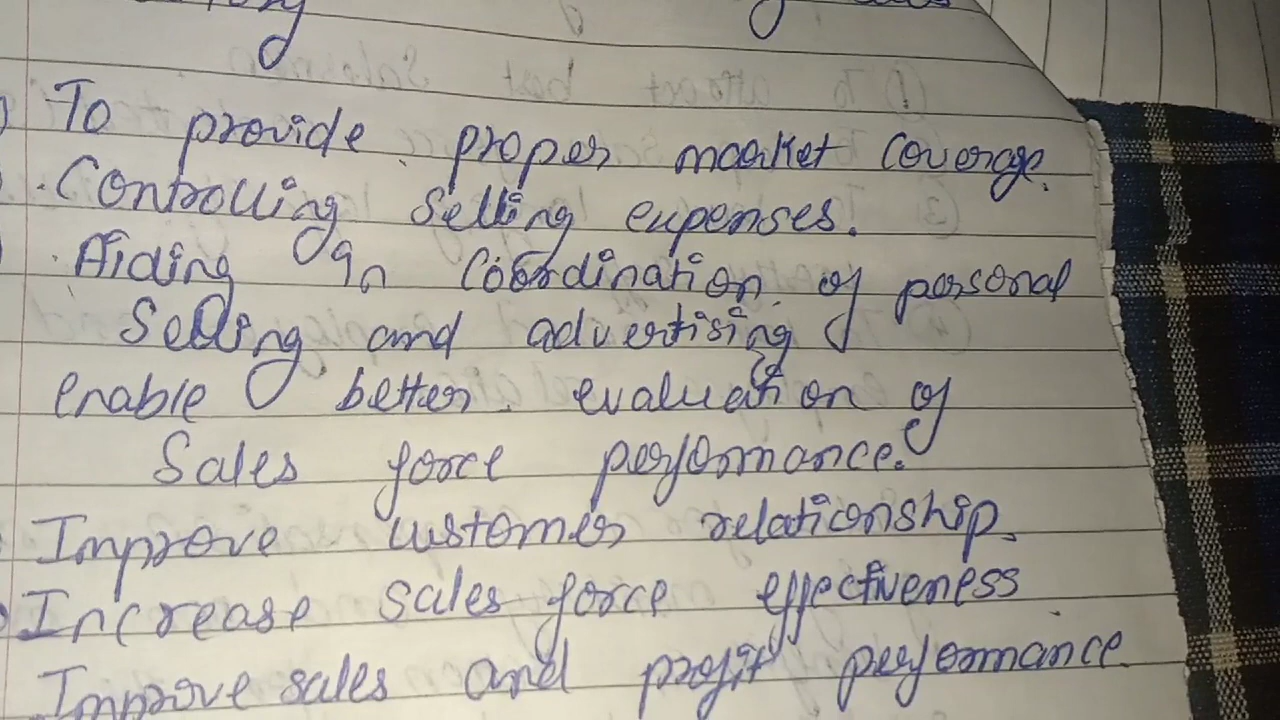 To provide proper market coverage.
Controlling selling expenses.
Aiding in coordination of personal
selling and advertising
enable better evaluation of
sales force performance.
Improve customer relationship.
Increase sales force effectiveness
Improve sales and profit performance